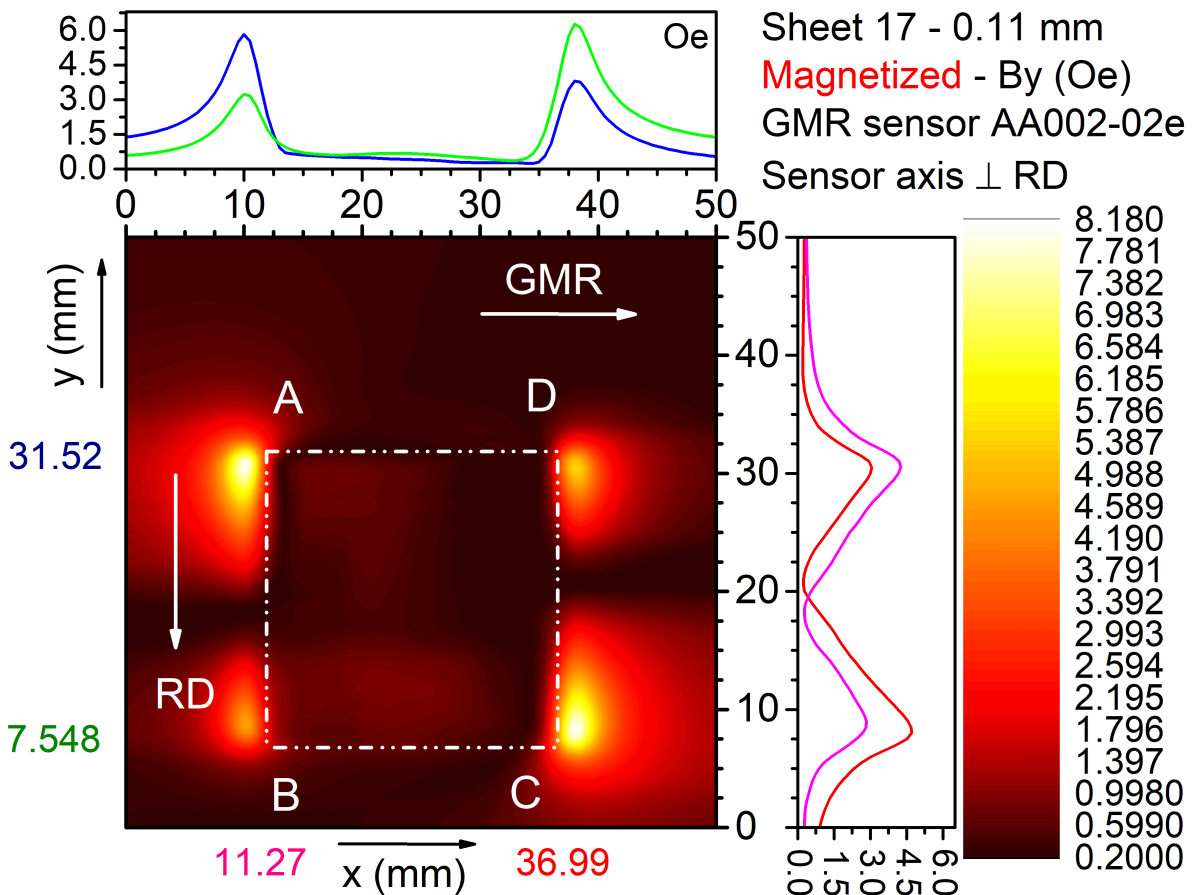 6.0
4.5
3.0
1.5
0.0
Oe
0 10 20 30 40 50
Sheet 17 - 0.11 mm
Magnetized - By (Oe)
GMR sensor AA002-02e
Sensor axis ⊥ RD
y (mm)
31.52
7.548
GMR
A
D
RD
B
C
11.27
x (mm)
36.99
50
40
30
20
10
0
0.0
1.5
3.0
4.5
6.0
8.180
7.781
7.382
6.983
6.584
6.185
5.786
5.387
4.988
4.589
4.190
3.791
3.392
2.993
2.594
2.195
1.796
1.397
0.9980
0.5990
0.2000